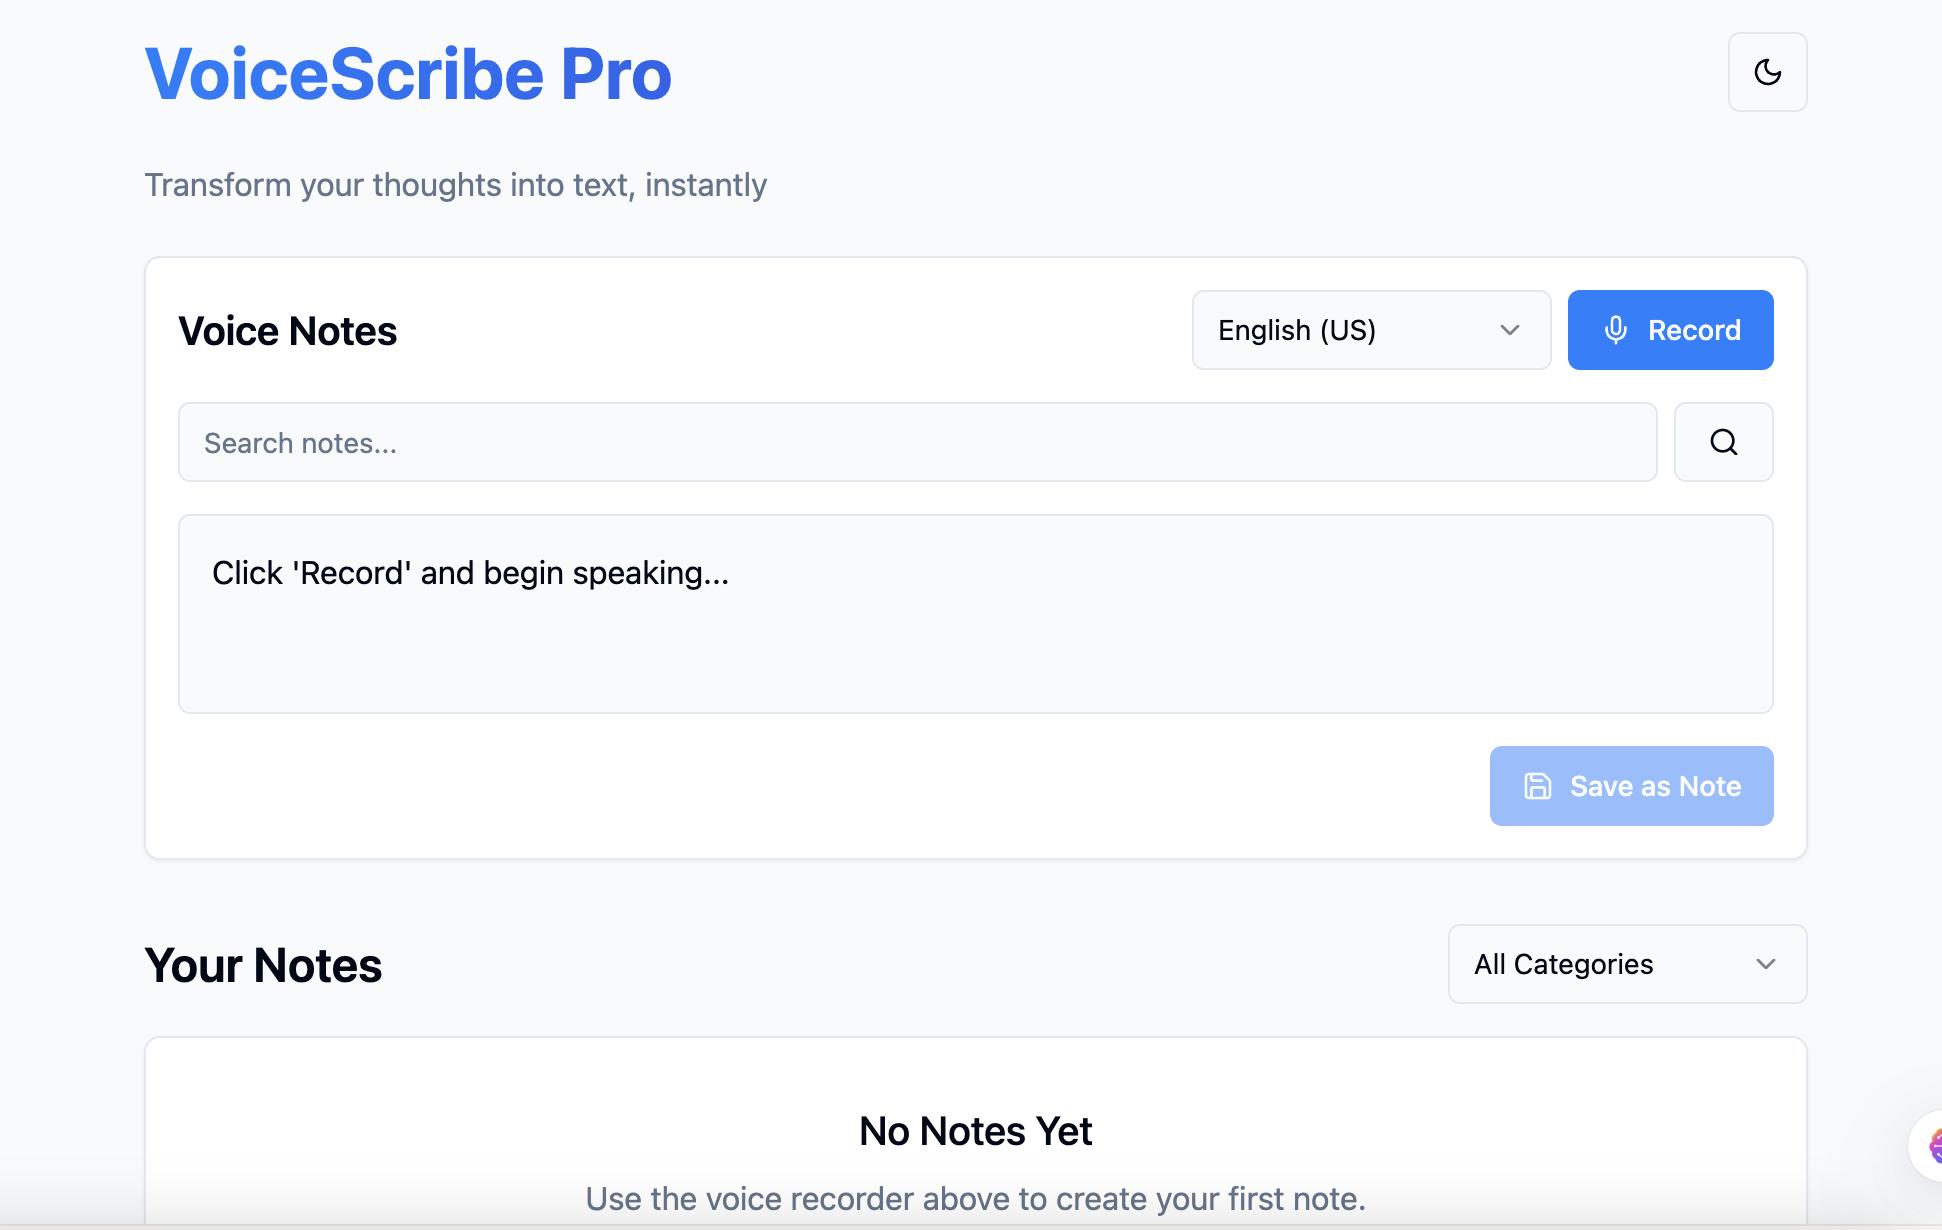 VoiceScribe Pro
Transform your thoughts into text, instantly
Voice Notes
English (US)
Record
Search notes...
Click 'Record' and begin speaking...
Save as Note
Your Notes
All Categories
No Notes Yet
Use the voice recorder above to create your first note.